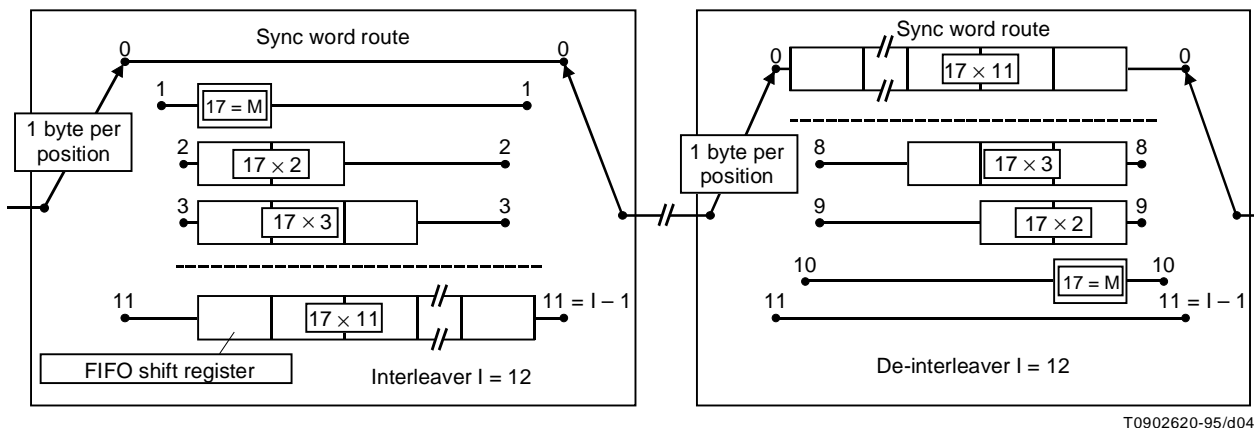 Sync word route
0
0
1
17 = M
1
1 byte per
position
2
17 × 2
2
3
17 × 3
3
11
17 × 11
11 = I – 1
FIFO shift register
Interleaver I = 12
Sync word route
0
17 × 11
0
1 byte per
position
8
17 × 3
8
9
17 × 2
9
10
17 = M
10
11
11 = I – 1
De-interleaver I = 12
T0902620-95/d04